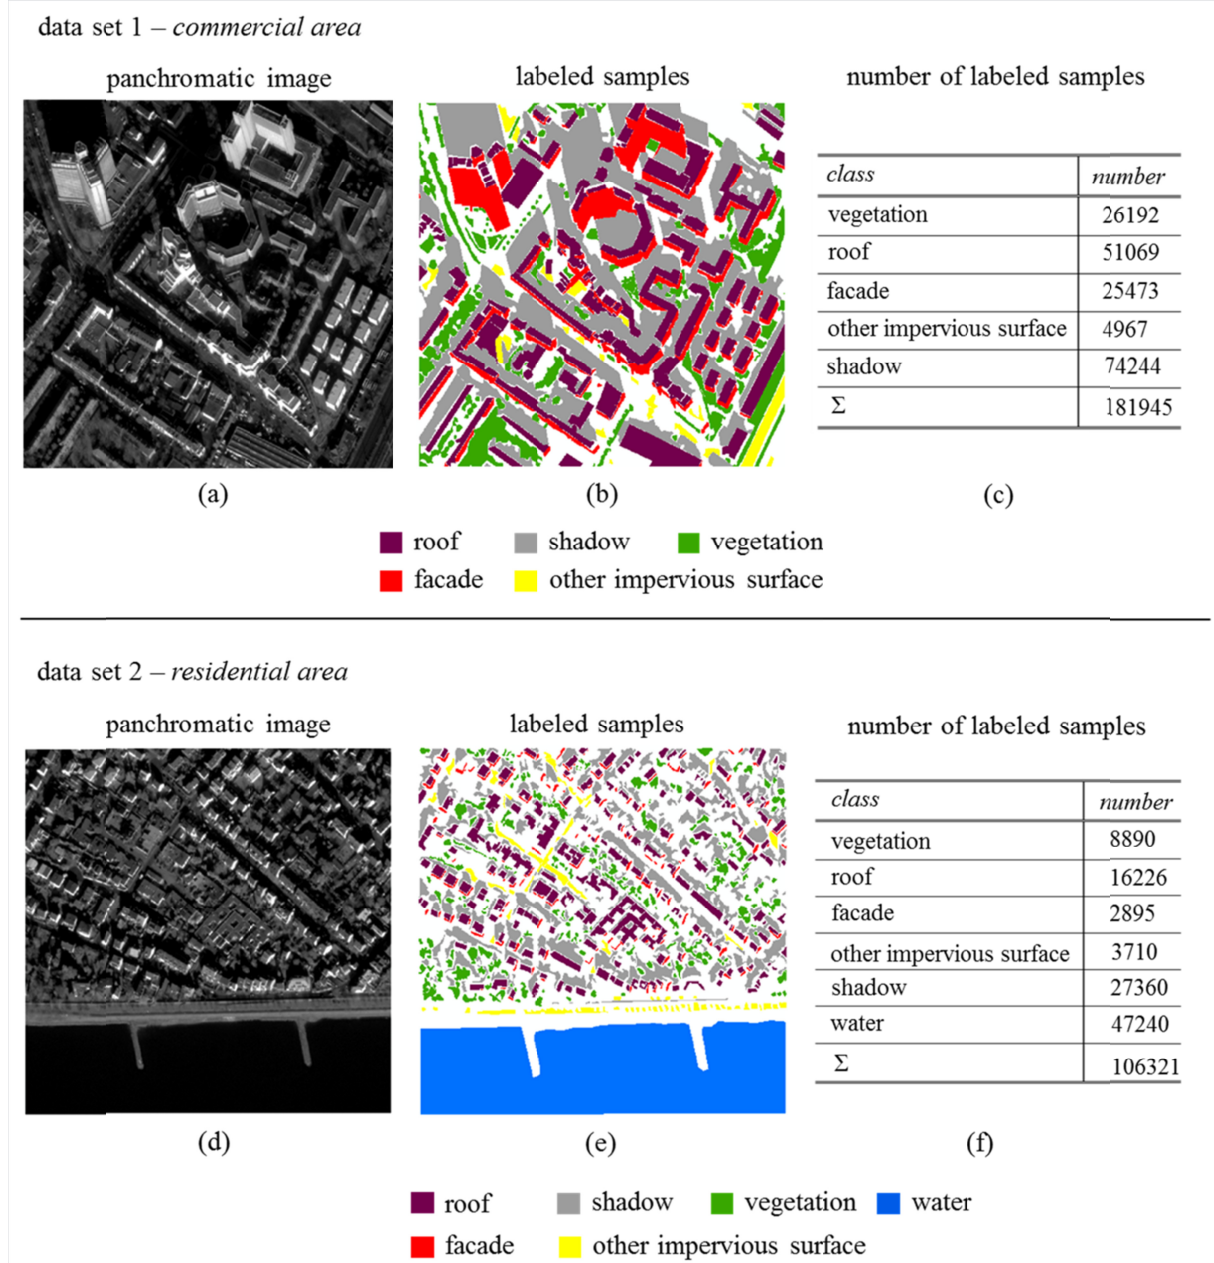 data set 1 – commercial area
panchromatic image
labeled samples
number of labeled samples
class number
vegetation 26192
roof 51069
facade 25473
other impervious surface 4967
shadow 74244
Σ 181945
(a)
(b)
(c)
roof shadow vegetation
facade other impervious surface
data set 2 – residential area
panchromatic image
labeled samples
number of labeled samples
class number
vegetation 8890
roof 16226
facade 2895
other impervious surface 3710
shadow 27360
water 47240
Σ 106321
(d)
(e)
(f)
roof shadow vegetation water
facade other impervious surface